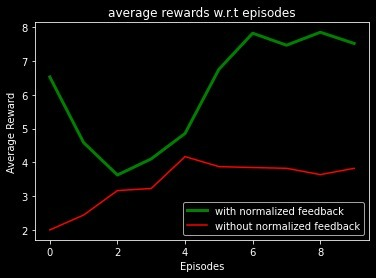 average rewards w.r.t episodes
8
7
6
5
4
3
2
Average Reward
with normalized feedback
without normalized feedback
0
2
4
6
8
Episodes